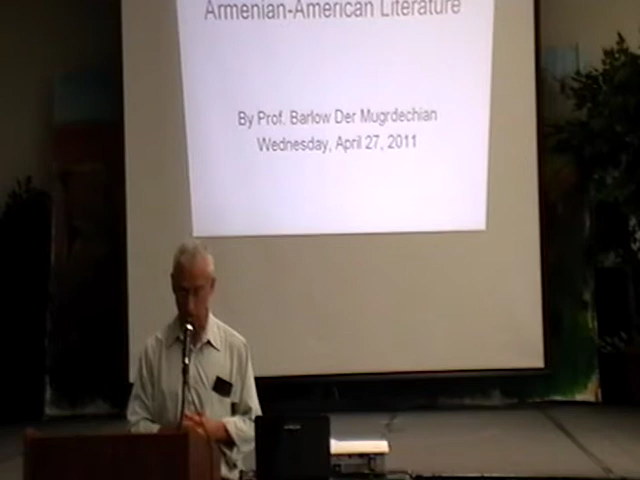 Armenian-American Literature
By Prof. Barlow Der Mugrdechian
Wednesday, April 27, 2011